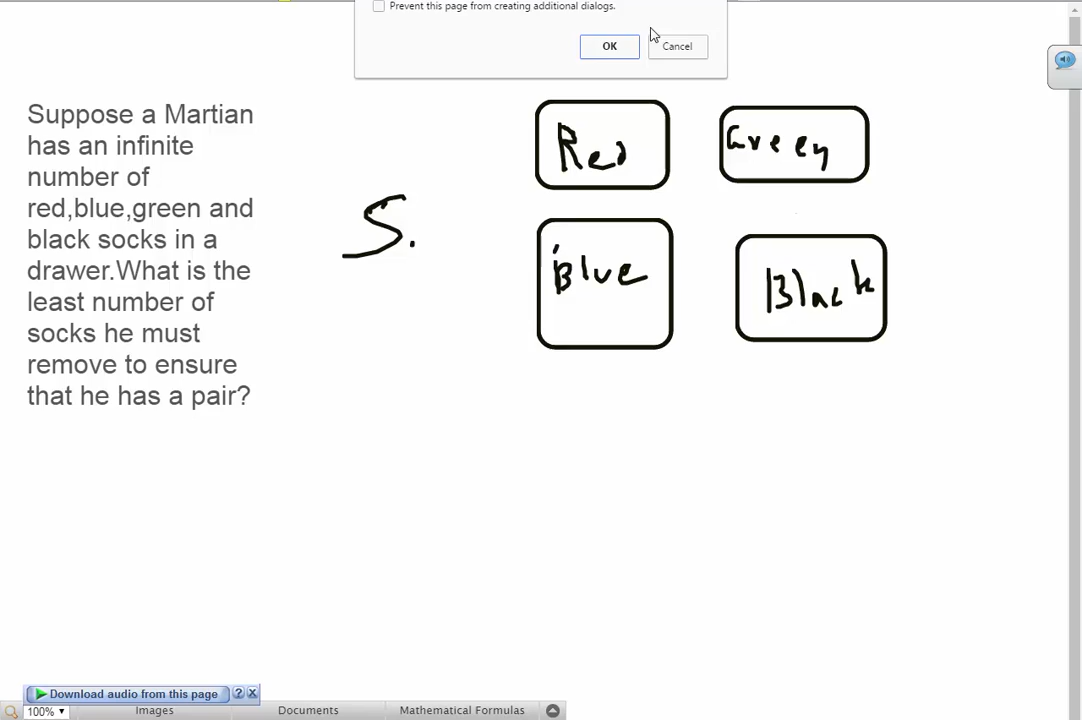 Prevent this page from creating additional dialogs.
OK
Cancel
Suppose a Martian
has an infinite
number of
red,blue,green and
black socks in a
drawer.What is the
least number of
socks he must
remove to ensure
that he has a pair?
S.
Red
Green
Blue
Black
Download audio from this page
?
100%
Images
Documents
Mathematical Formulas